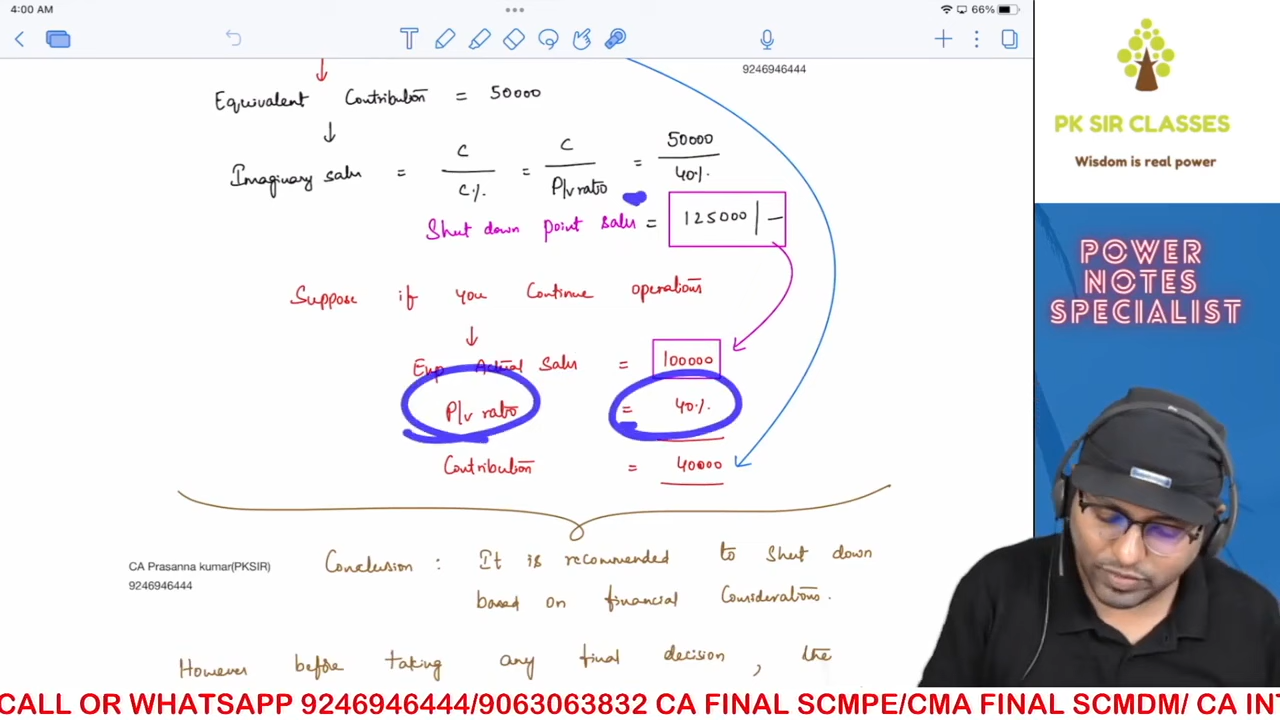 4:00 AM
66%
9246946444
Equivalent Contribution = 50000
Imaginary sales = C / C% = C / P/v ratio = 50000 / 40%
Shut down point sales = 125000/-
Suppose if you Continue operations
Exp Actual Sales = 100000
P/v ratio = 40%
Contribution = 40000
CA Prasanna kumar(PKSIR)
9246946444
Conclusion : It is recommended to Shut down
based on financial Considerations.
However before taking any final decision, the
PK SIR CLASSES
Wisdom is real power
POWER
NOTES
SPECIALIST
CALL OR WHATSAPP 9246946444/9063063832 CA FINAL SCMPE/CMA FINAL SCMDM/ CA INT